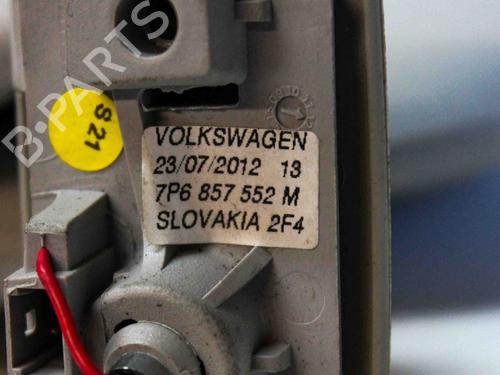 B-PARTS
S21
VOLKSWAGEN
23/07/2012 13
7P6 857 552 M
SLOVAKIA 2F4